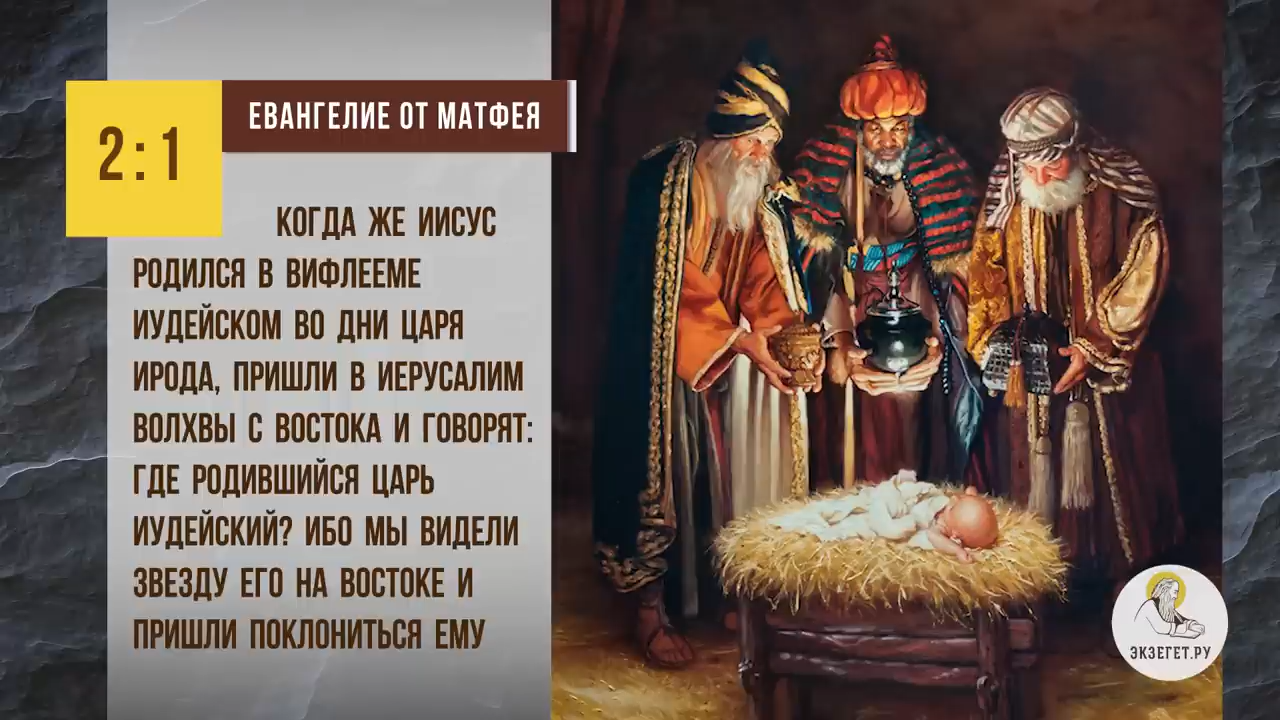 2:1
ЕВАНГЕЛИЕ ОТ МАТФЕЯ
КОГДА ЖЕ ИИСУС
РОДИЛСЯ В ВИФЛЕЕМЕ
ИУДЕЙСКОМ ВО ДНИ ЦАРЯ
ИРОДА, ПРИШЛИ В ИЕРУСАЛИМ
ВОЛХВЫ С ВОСТОКА И ГОВОРЯТ:
ГДЕ РОДИВШИЙСЯ ЦАРЬ
ИУДЕЙСКИЙ? ИБО МЫ ВИДЕЛИ
ЗВЕЗДУ ЕГО НА ВОСТОКЕ И
ПРИШЛИ ПОКЛОНИТЬСЯ ЕМУ
ЭКЗЕГЕТ.РУ